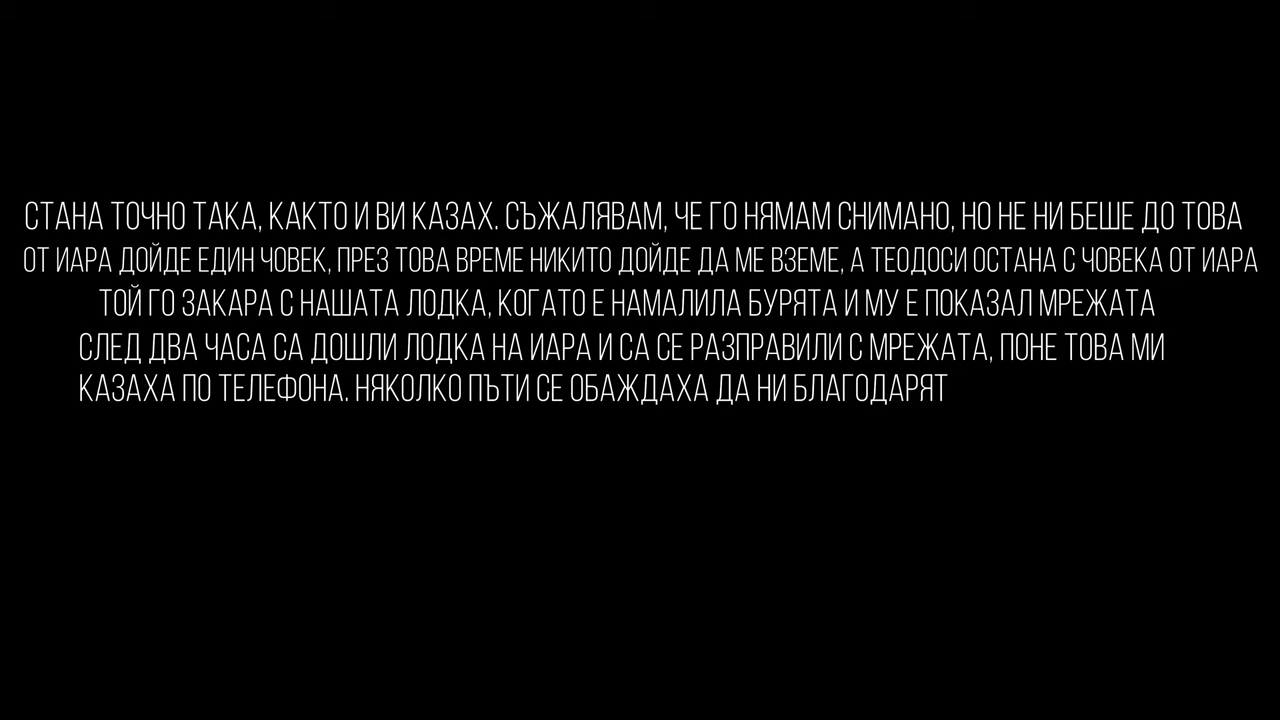 СТАНА ТОЧНО ТАКА, КАКТО И ВИ КАЗАХ. СЪЖАЛЯВАМ, ЧЕ ГО НЯМАМ СНИМАНО, НО НЕ НИ БЕШЕ ДО ТОВА
ОТ ИАРА ДОЙДЕ ЕДИН ЧОВЕК, ПРЕЗ ТОВА ВРЕМЕ НИКИТО ДОЙДЕ ДА МЕ ВЗЕМЕ, А ТЕОДОСИ ОСТАНА С ЧОВЕКА ОТ ИАРА
ТОЙ ГО ЗАКАРА С НАШАТА ЛОДКА, КОГАТО Е НАМАЛИЛА БУРЯТА И МУ Е ПОКАЗАЛ МРЕЖАТА
СЛЕД ДВА ЧАСА СА ДОШЛИ ЛОДКА НА ИАРА И СА СЕ РАЗПРАВИЛИ С МРЕЖАТА, ПОНЕ ТОВА МИ
КАЗАХА ПО ТЕЛЕФОНА. НЯКОЛКО ПЪТИ СЕ ОБАЖДАХА ДА НИ БЛАГОДАРЯТ